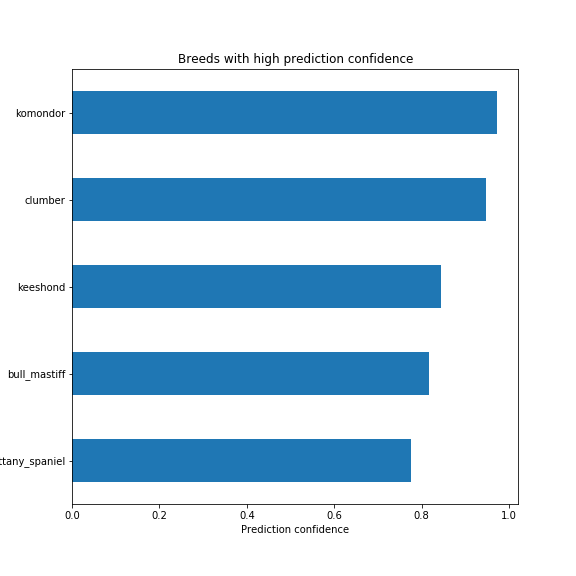 Breeds with high prediction confidence
komondor
clumber
keeshond
bull_mastiff
ttany_spaniel
0.0 0.2 0.4 0.6 0.8 1.0
Prediction confidence